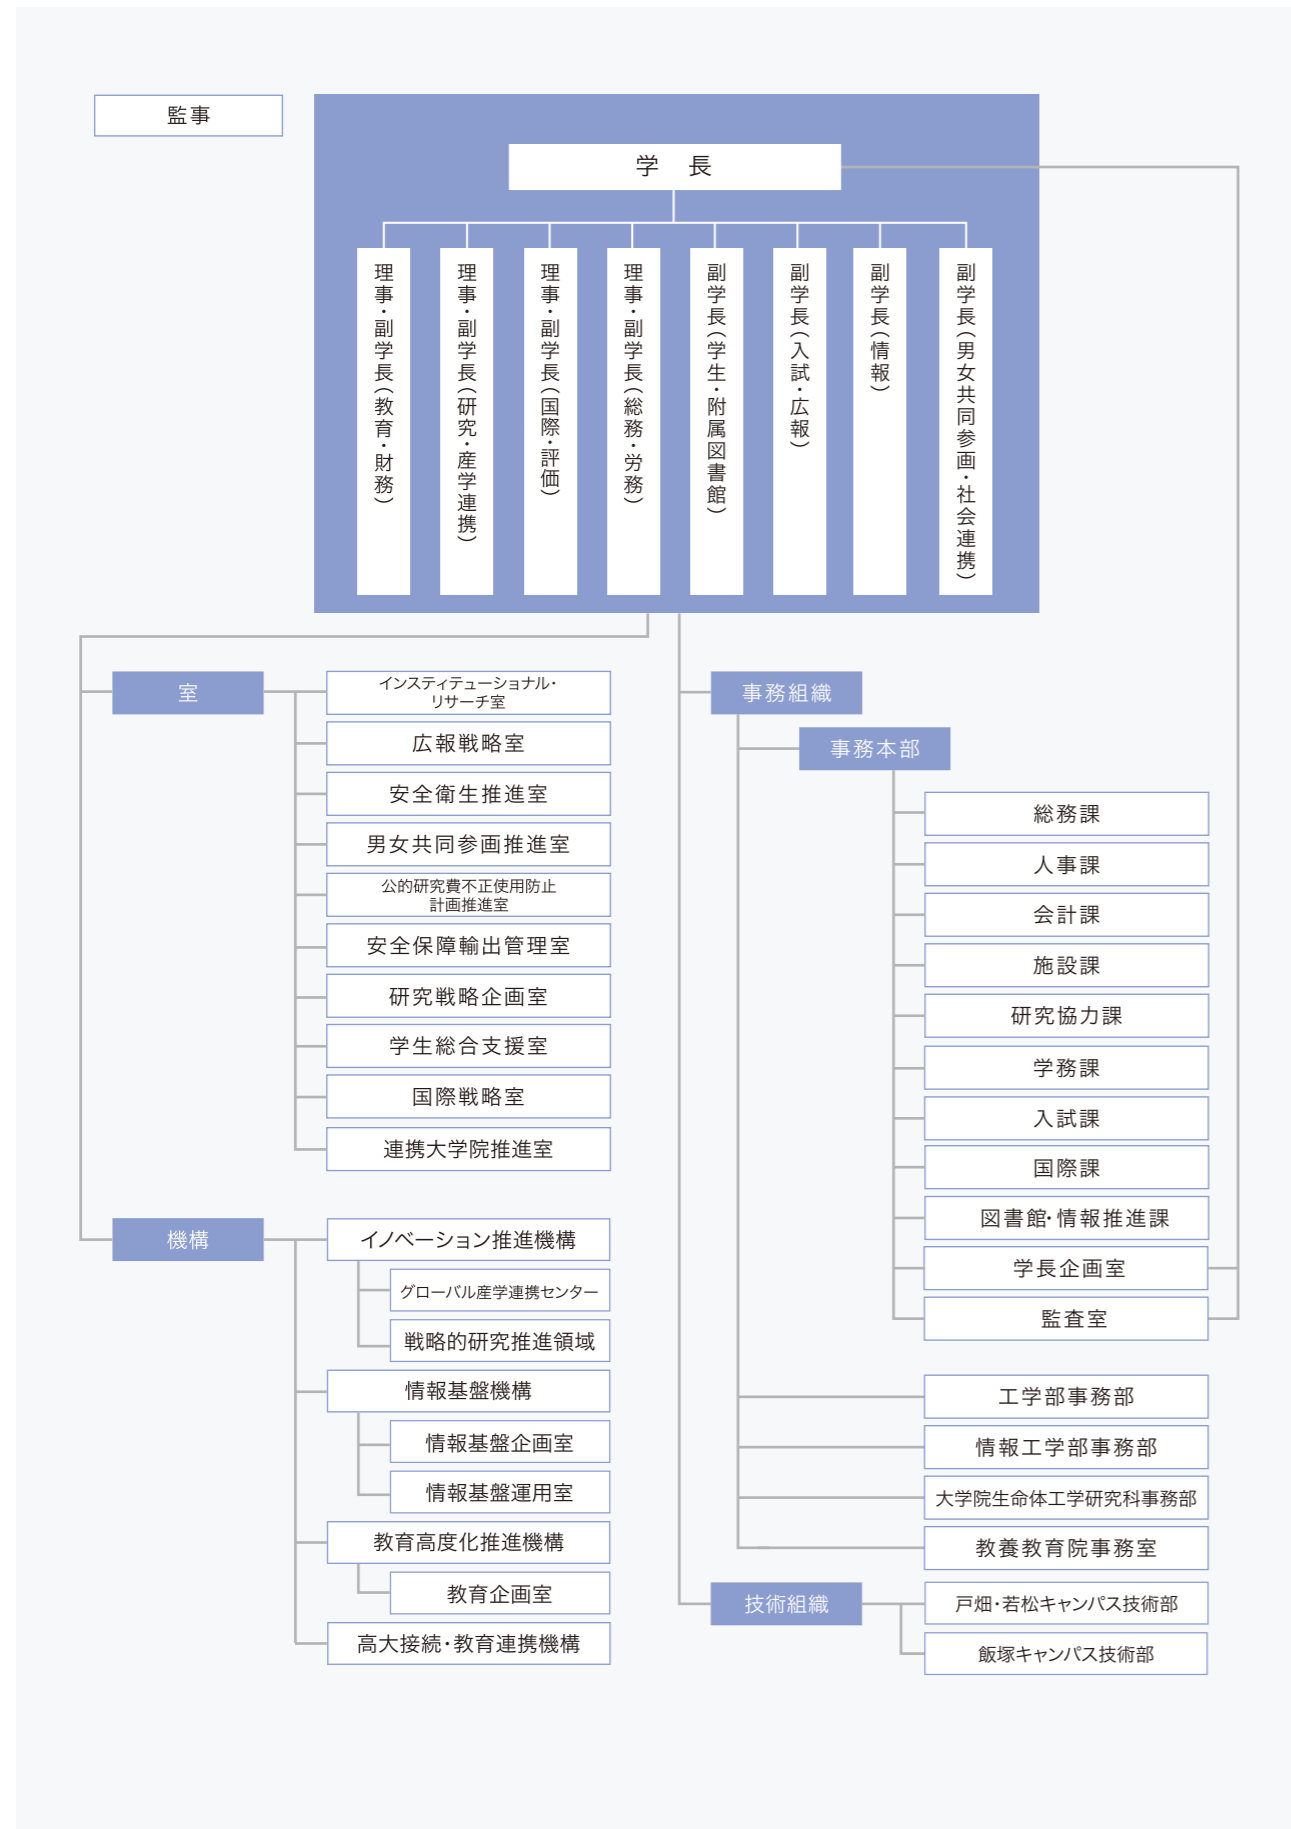 監事
学　長
理事・副学長（教育・財務）
理事・副学長（研究・産学連携）
理事・副学長（国際・評価）
理事・副学長（総務・労務）
副学長（学生・附属図書館）
副学長（入試・広報）
副学長（情報）
副学長（男女共同参画・社会連携）
室
インスティテューショナル・
リサーチ室
広報戦略室
安全衛生推進室
男女共同参画推進室
公的研究費不正使用防止
計画推進室
安全保障輸出管理室
研究戦略企画室
学生総合支援室
国際戦略室
連携大学院推進室
機構
イノベーション推進機構
グローバル産学連携センター
戦略的研究推進領域
情報基盤機構
情報基盤企画室
情報基盤運用室
教育高度化推進機構
教育企画室
高大接続・教育連携機構
事務組織
事務本部
総務課
人事課
会計課
施設課
研究協力課
学務課
入試課
国際課
図書館・情報推進課
学長企画室
監査室
工学部事務部
情報工学部事務部
大学院生命体工学研究科事務部
教養教育院事務室
技術組織
戸畑・若松キャンパス技術部
飯塚キャンパス技術部